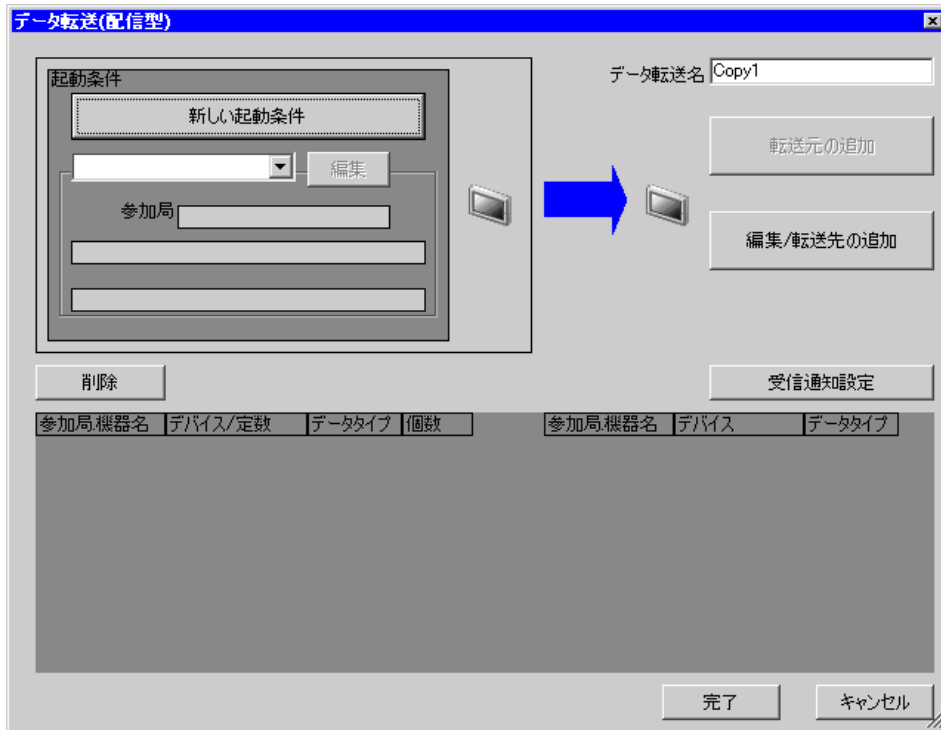 データ転送(配信型)
起動条件
データ転送名 Copy1
新しい起動条件
転送元の追加
編集
参加局
編集/転送先の追加
削除
受信通知設定
参加局.機器名 デバイス/定数 データタイプ 個数 参加局.機器名 デバイス データタイプ
完了 キャンセル